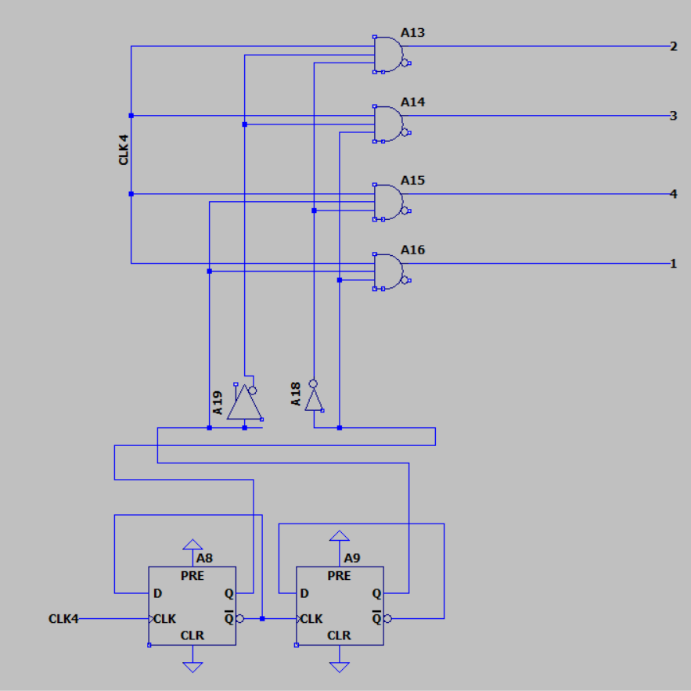 A13
2
A14
3
CLK4
A15
4
A16
1
A19
A18
A8
A9
PRE
PRE
D
Q
D
Q
CLK4
CLK
Q
CLK
Q
CLR
CLR